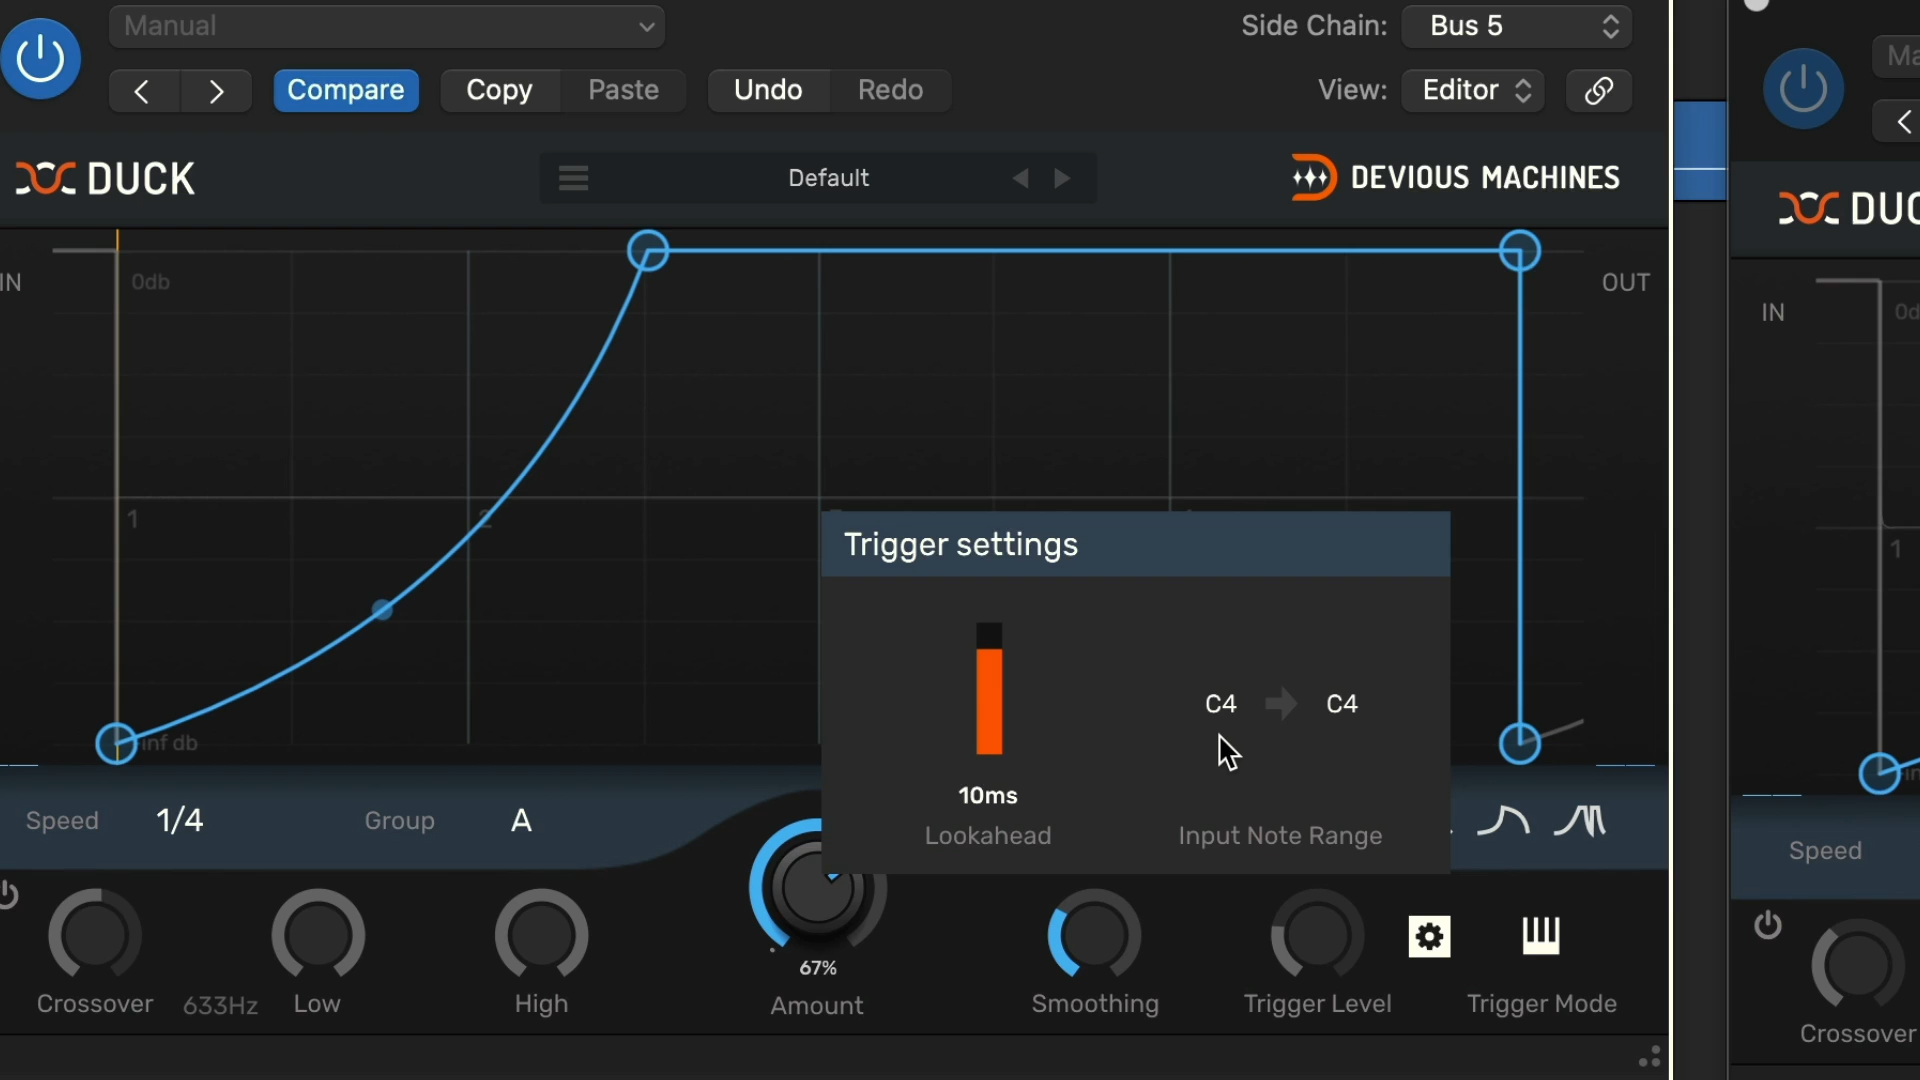 Manual
Side Chain: Bus 5
Compare Copy Paste Undo Redo
View: Editor
DUCK
Default
DEVIOUS MACHINES
IN
0db
OUT
1
2
-inf db
Trigger settings
C4 C4
10ms
Lookahead
Input Note Range
Speed 1/4
Group A
67%
Crossover 633Hz Low High Amount Smoothing Trigger Level Trigger Mode
DUC
IN
1
Speed
Crossover